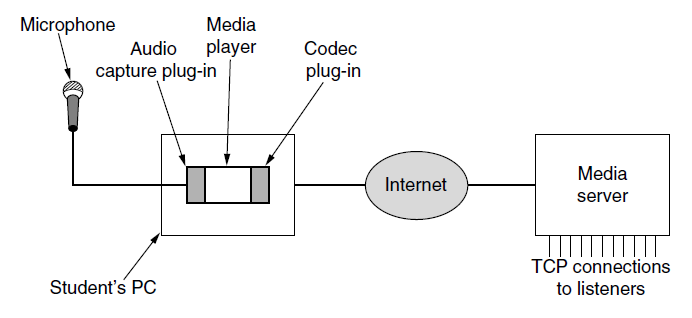 Microphone
Audio
capture plug-in
Media
player
Codec
plug-in
Internet
Media
server
Student's PC
TCP connections
to listeners